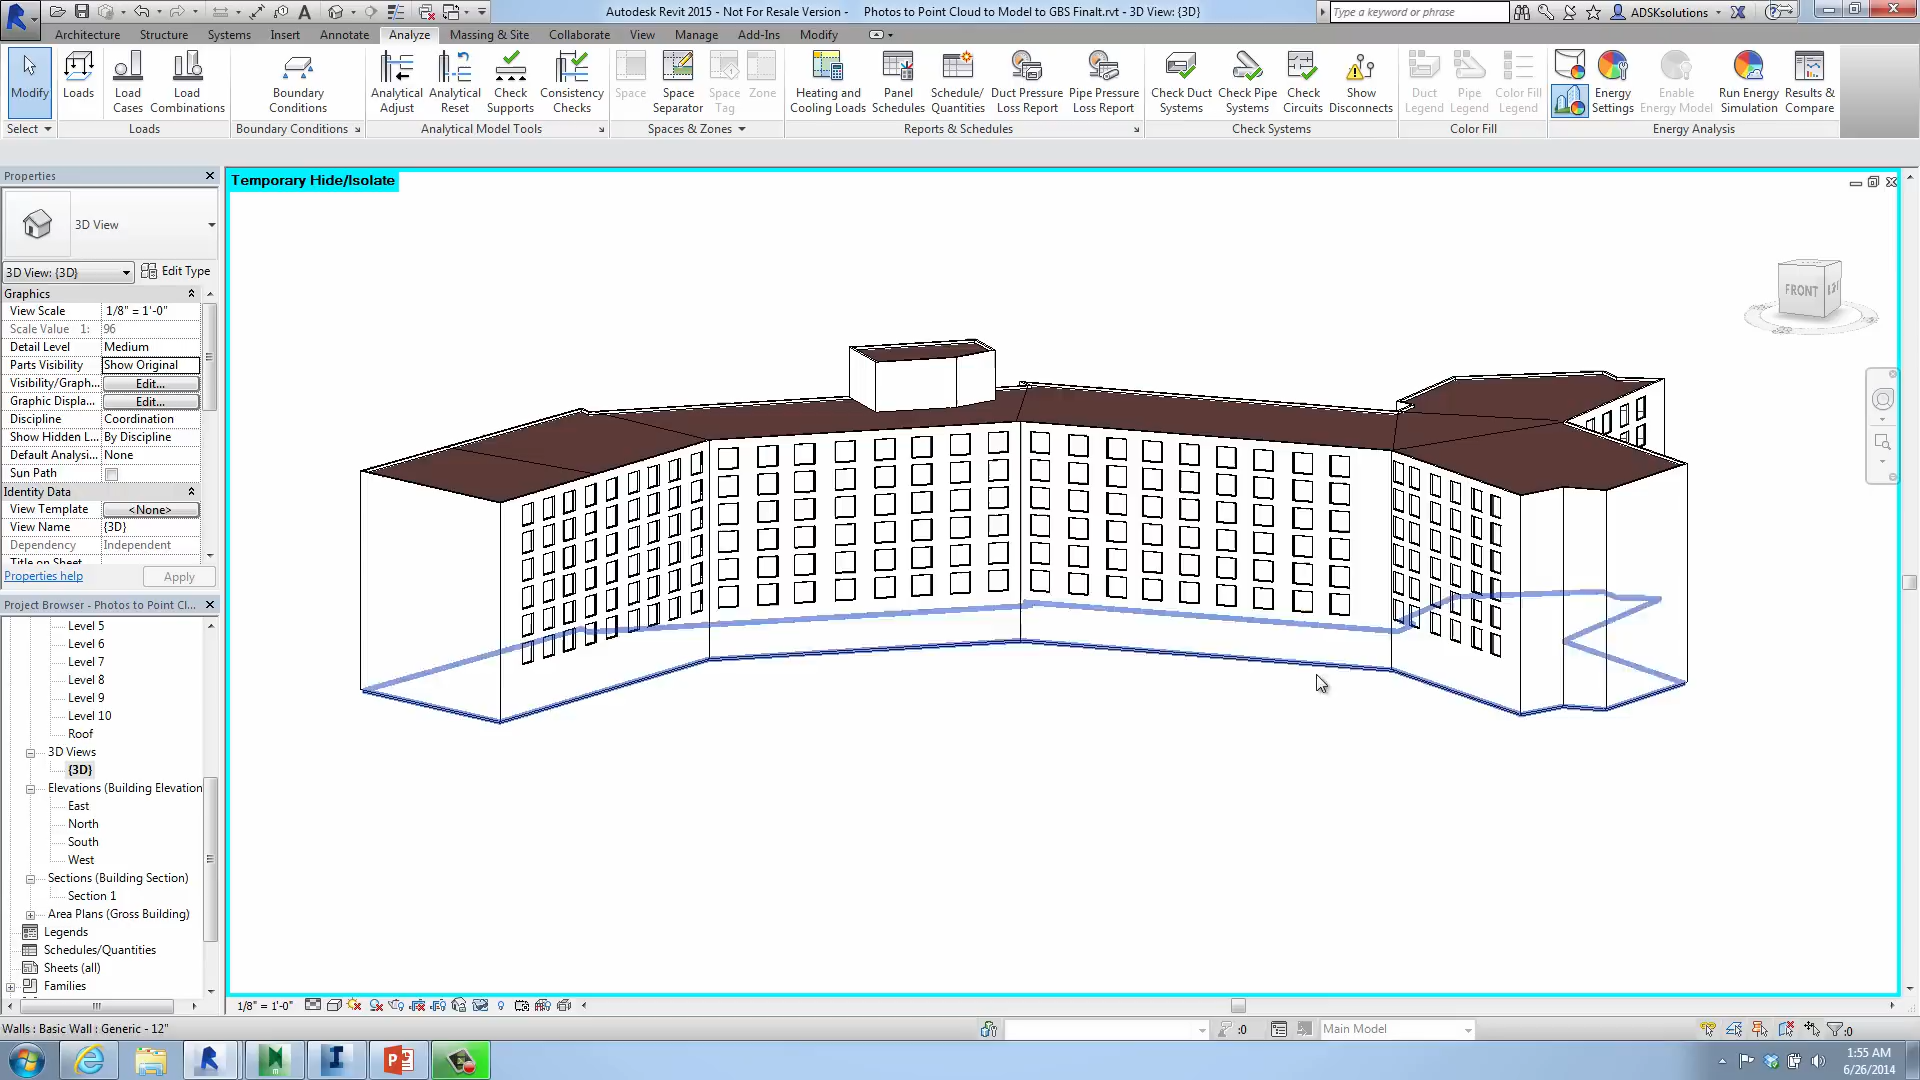 Autodesk Revit 2015 - Not For Resale Version - Photos to Point Cloud to Model to GBS Finalt.rvt - 3D View: {3D}
Type a keyword or phrase
ADSKsolutions
Architecture Structure Systems Insert Annotate Analyze Massing & Site Collaborate View Manage Add-Ins Modify
Modify
Loads
Load Cases
Load Combinations
Boundary Conditions
Analytical Adjust
Analytical Reset
Check Supports
Consistency Checks
Space
Space Separator
Space Tag
Zone
Heating and Cooling Loads
Panel Schedules
Schedule/ Quantities
Duct Pressure Loss Report
Pipe Pressure Loss Report
Check Duct Systems
Check Pipe Systems
Check Circuits
Show Disconnects
Duct Legend
Pipe Legend
Color Fill Legend
Energy Settings
Enable Energy Model
Run Energy Simulation
Results & Compare
Select Loads Boundary Conditions Analytical Model Tools Spaces & Zones Reports & Schedules Check Systems Color Fill Energy Analysis
Properties
3D View
3D View: {3D} Edit Type
Graphics
View Scale 1/8" = 1'-0"
Scale Value 1: 96
Detail Level Medium
Parts Visibility Show Original
Visibility/Graph... Edit...
Graphic Displa... Edit...
Discipline Coordination
Show Hidden L... By Discipline
Default Analysi... None
Sun Path
Identity Data
View Template <None>
View Name {3D}
Dependency Independent
Title on Sheet
Properties help Apply
Project Browser - Photos to Point Cl...
Level 5
Level 6
Level 7
Level 8
Level 9
Level 10
Roof
3D Views
{3D}
Elevations (Building Elevation
East
North
South
West
Sections (Building Section)
Section 1
Area Plans (Gross Building)
Legends
Schedules/Quantities
Sheets (all)
Families
Temporary Hide/Isolate
FRONT
1/8" = 1'-0"
Walls : Basic Wall : Generic - 12"
:0
Main Model
:0
1:55 AM
6/26/2014